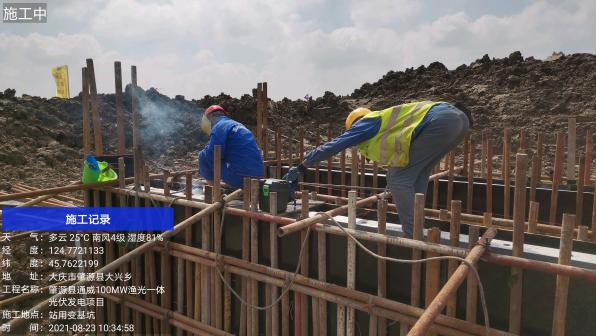 施工中
施工记录
天　　气：多云 25°C 南风4级 湿度81%
经　　度：124.7721133
纬　　度：45.7622199
地　　址：大庆市肇源县大兴乡
工程名称：肇源县通威100MW渔光一体
光伏发电项目
施工地点：站用变基坑
时　　间：2021-08-23 10:34:58